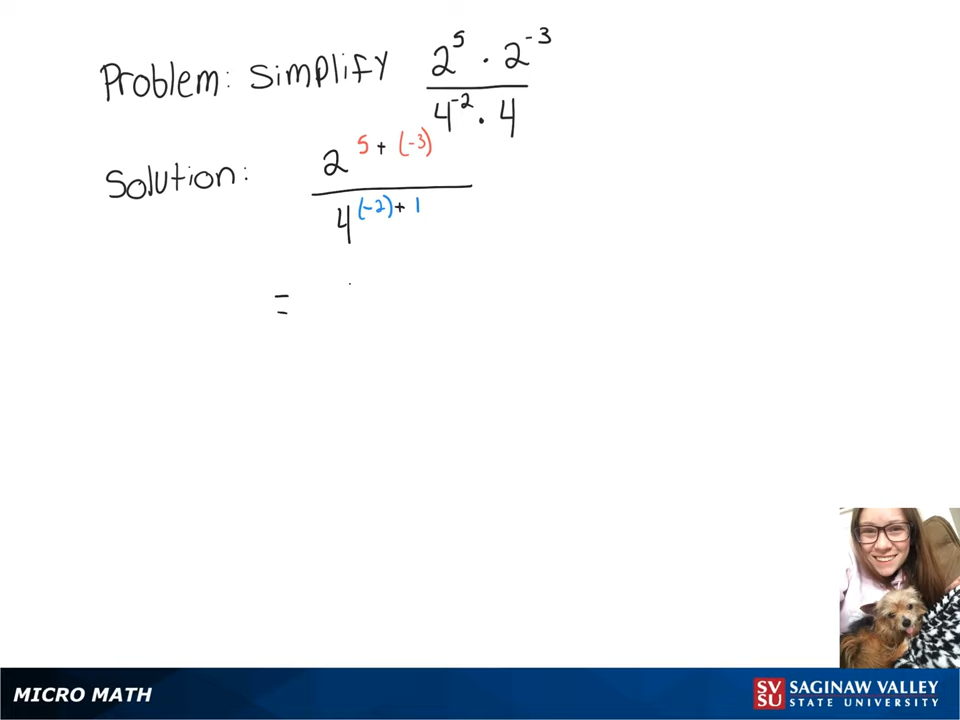 Problem: Simplify 2^5 · 2^-3
4^-2 · 4
Solution: 2^5 + (-3)
4^(-2) + 1
=
MICRO MATH
SV SU SAGINAW VALLEY
STATE UNIVERSITY